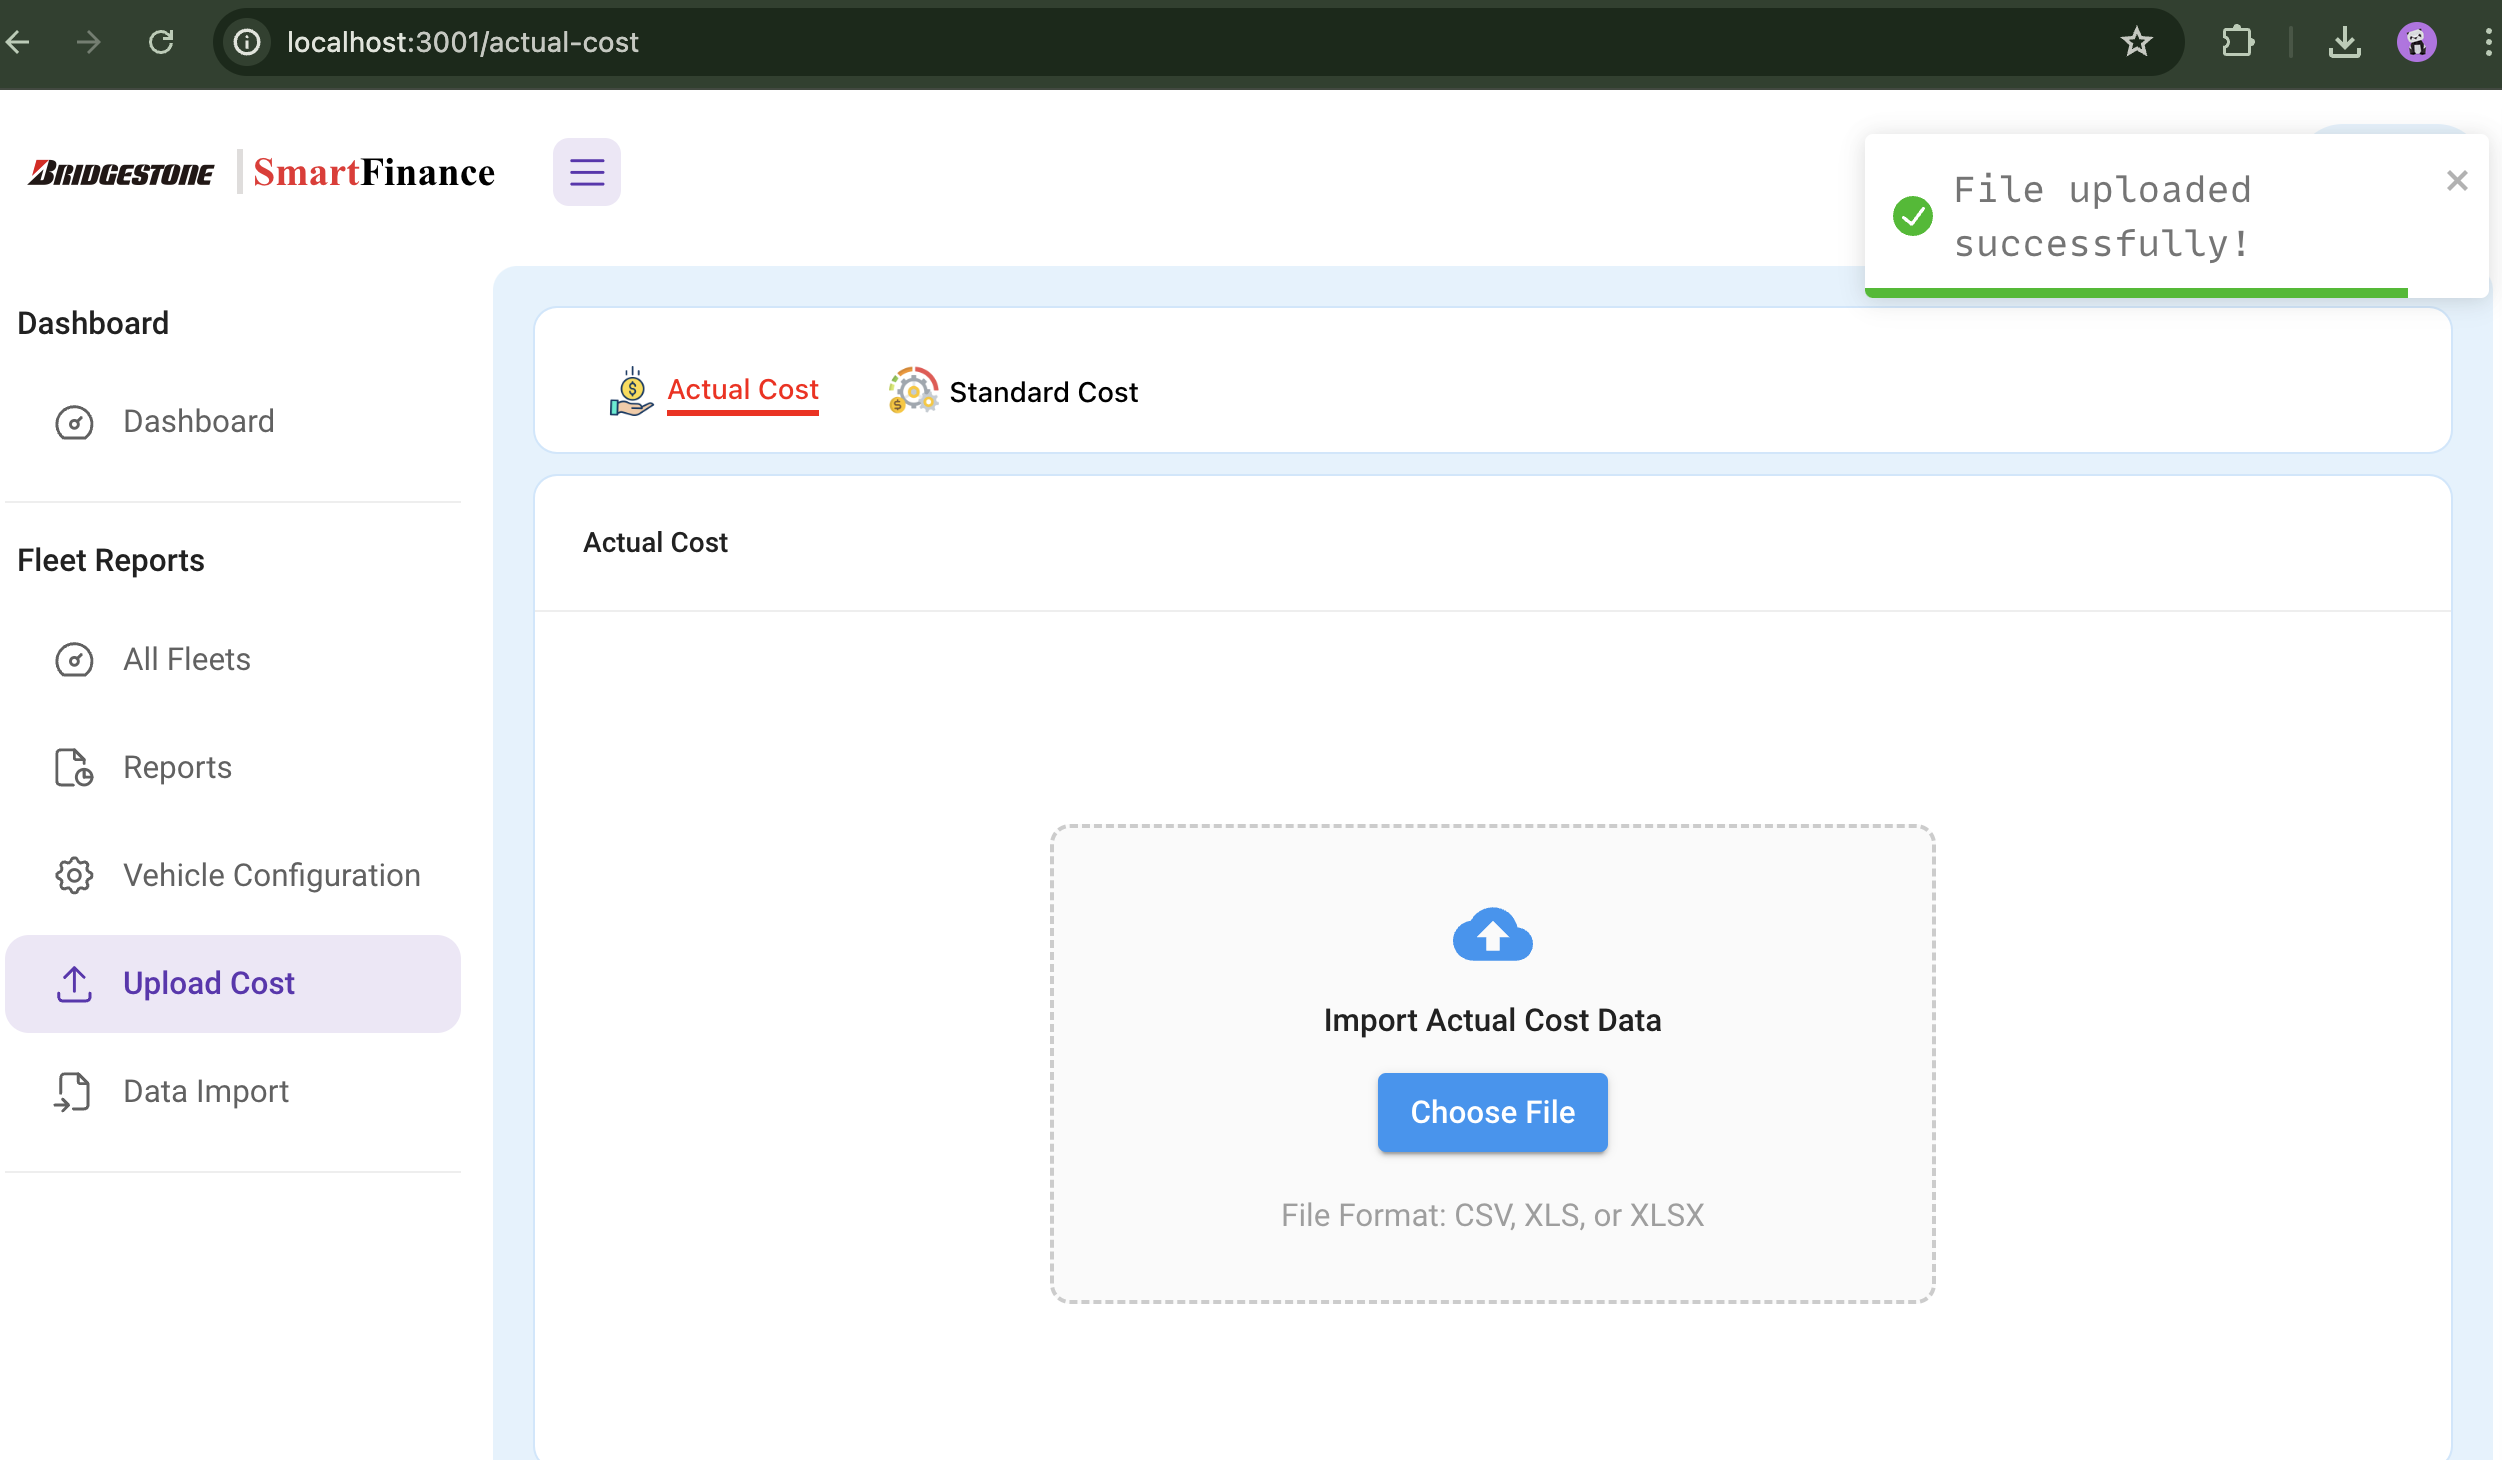 localhost:3001/actual-cost
BRIDGESTONE
SmartFinance
File uploaded
successfully!
Dashboard
Dashboard
Fleet Reports
All Fleets
Reports
Vehicle Configuration
Upload Cost
Data Import
Actual Cost
Standard Cost
Actual Cost
Import Actual Cost Data
Choose File
File Format: CSV, XLS, or XLSX